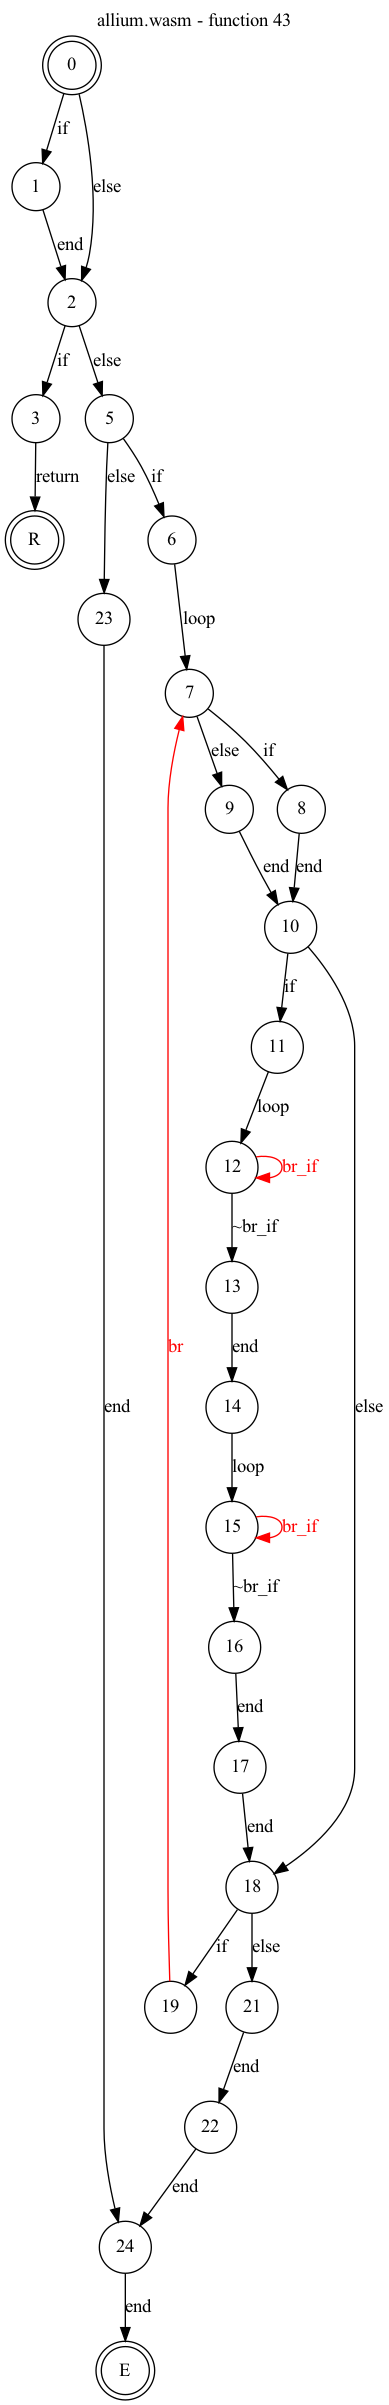 allium.wasm - function 43
0
if
else
1
end
2
if
else
3
5
return
else
if
R
6
23
loop
7
else
if
9
8
end
end
10
if
11
loop
12
br_if
~br_if
13
br
end
end
else
14
loop
15
br_if
~br_if
16
end
17
end
18
if
else
19
21
end
22
end
24
end
E